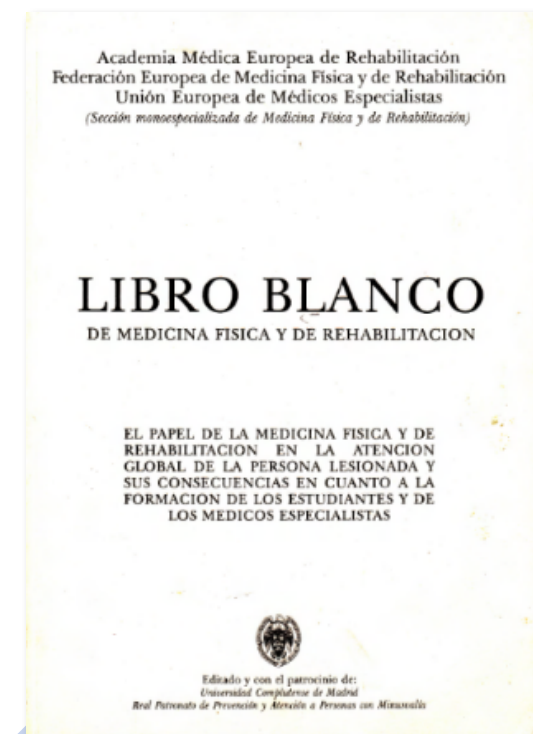 Academia Médica Europea de Rehabilitación
Federación Europea de Medicina Física y de Rehabilitación
Unión Europea de Médicos Especialistas
(Sección monoespecializada de Medicina Física y de Rehabilitación)
LIBRO BLANCO
DE MEDICINA FISICA Y DE REHABILITACION
EL PAPEL DE LA MEDICINA FISICA Y DE
REHABILITACION EN LA ATENCION
GLOBAL DE LA PERSONA LESIONADA Y
SUS CONSECUENCIAS EN CUANTO A LA
FORMACION DE LOS ESTUDIANTES Y DE
LOS MEDICOS ESPECIALISTAS
Editado y con el patrocinio de:
Universidad Complutense de Madrid
Real Patronato de Prevención y Atención a Personas con Minusvalía